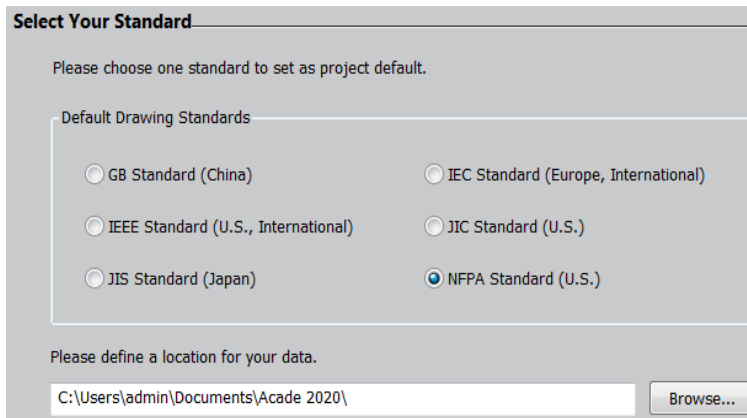 Select Your Standard
Please choose one standard to set as project default.
Default Drawing Standards
GB Standard (China)
IEC Standard (Europe, International)
IEEE Standard (U.S., International)
JIC Standard (U.S.)
JIS Standard (Japan)
NFPA Standard (U.S.)
Please define a location for your data.
C:\Users\admin\Documents\Acade 2020\
Browse...